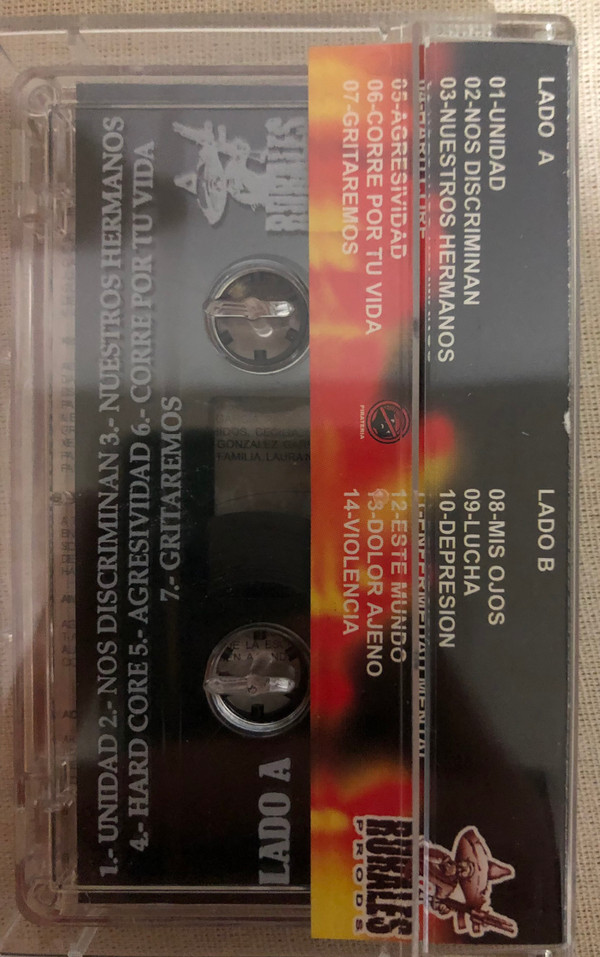 LADO A
01-UNIDAD
02-NOS DISCRIMINAN
03-NUESTROS HERMANOS
05-AGRESIVIDAD
06-CORRE POR TU VIDA
07-GRITAREMOS
LADO B
08-MIS OJOS
09-LUCHA
10-DEPRESION
12-ESTE MUNDO
13-DOLOR AJENO
14-VIOLENCIA
PIRATERIA
RURALES
PRODS
RURALES
1.- UNIDAD 2.- NOS DISCRIMINAN 3.- NUESTROS HERMANOS
4.- HARD CORE 5.- AGRESIVIDAD 6.- CORRE POR TU VIDA
7.- GRITAREMOS
LADO A